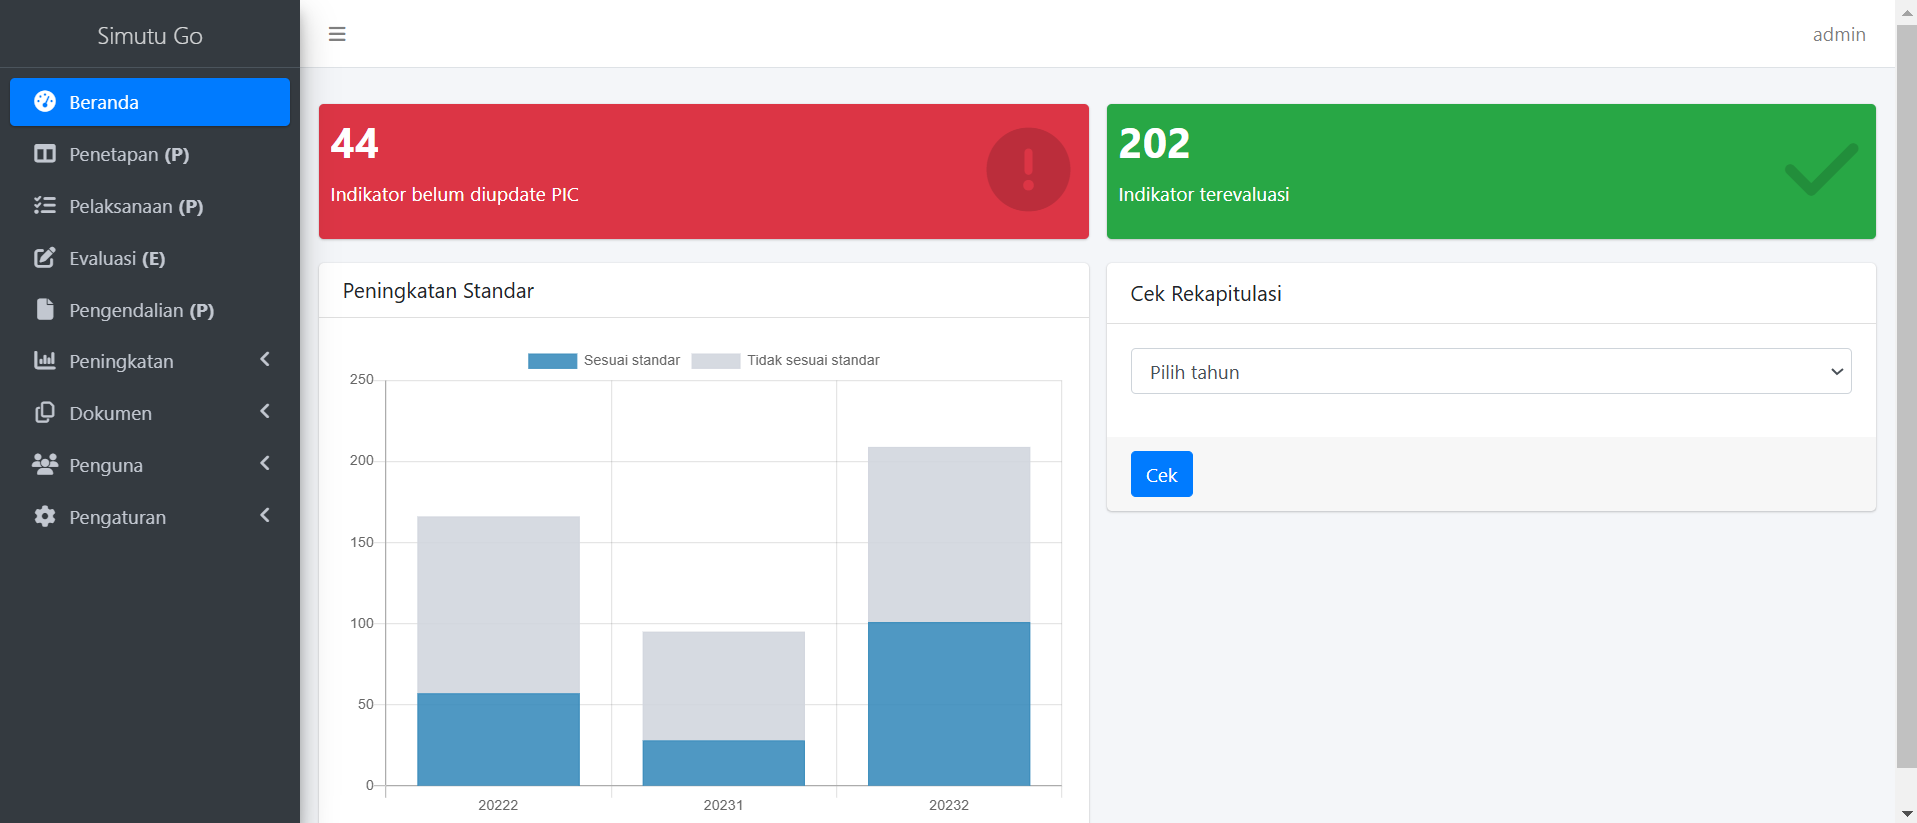 Simutu Go
admin
Beranda
Penetapan (P)
Pelaksanaan (P)
Evaluasi (E)
Pengendalian (P)
Peningkatan
Dokumen
Penguna
Pengaturan
44
Indikator belum diupdate PIC
202
Indikator terevaluasi
Peningkatan Standar
Sesuai standar Tidak sesuai standar
250
200
150
100
50
0
20222 20231 20232
Cek Rekapitulasi
Pilih tahun
Cek